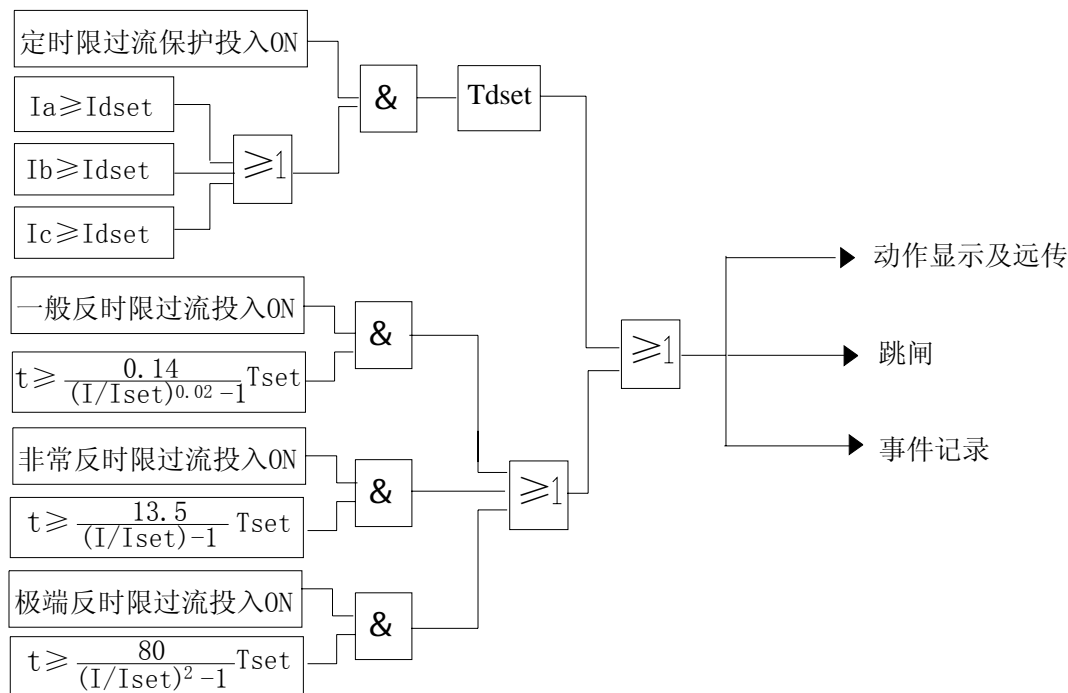 定时限过流保护投入ON
Ia≥Idset
Ib≥Idset
Ic≥Idset
≥1
&
Tdset
一般反时限过流投入ON
t≥ 0.14/((I/Iset)^0.02 -1) Tset
&
非常反时限过流投入ON
t≥ 13.5/((I/Iset)-1) Tset
&
极端反时限过流投入ON
t≥ 80/((I/Iset)^2 -1) Tset
&
≥1
≥1
动作显示及远传
跳闸
事件记录